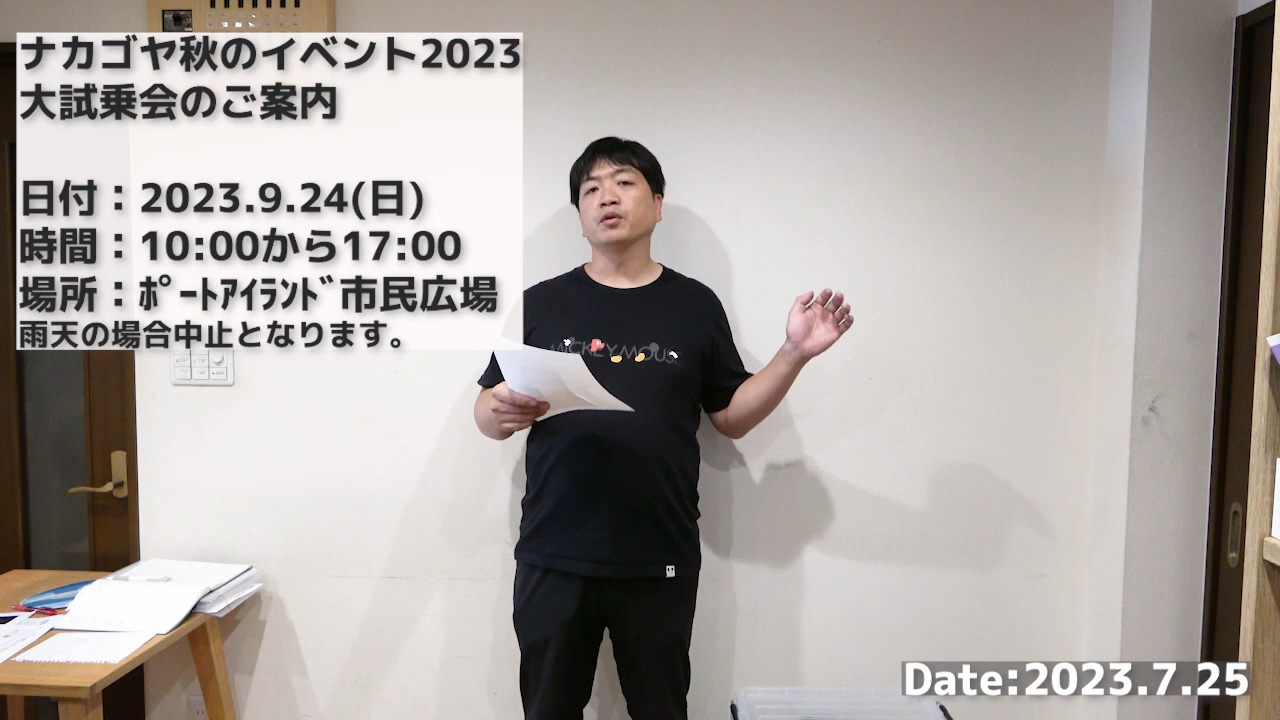 ナカゴヤ秋のイベント2023
大試乗会のご案内
日付：2023.9.24(日)
時間：10:00から17:00
場所：ﾎﾟｰﾄｱｲﾗﾝﾄﾞ市民広場
雨天の場合中止となります。
MICKEY MOUSE
Date:2023.7.25